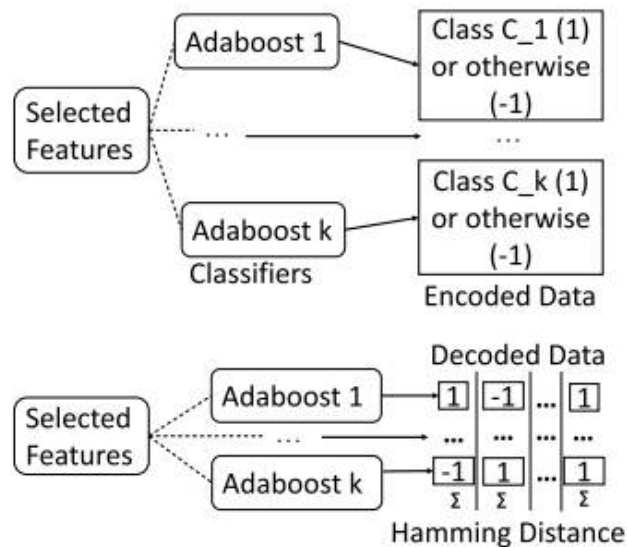 Adaboost 1
Class C_1 (1)
or otherwise
(-1)
Selected
Features
...
...
Adaboost k
Class C_k (1)
or otherwise
(-1)
Classifiers
Encoded Data
Decoded Data
Adaboost 1
1 -1 ... 1
Selected
Features
...
... ... ... ...
Adaboost k
-1 1 ... 1
Σ Σ Σ
Hamming Distance